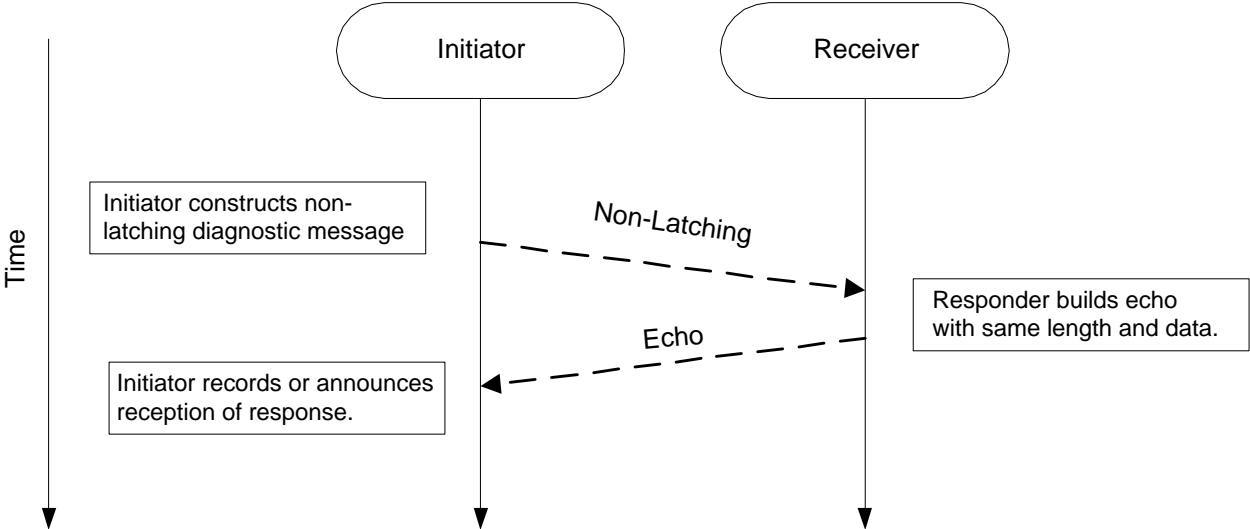 Initiator
Receiver
Time
Initiator constructs non-
latching diagnostic message
Non-Latching
Responder builds echo
with same length and data.
Echo
Initiator records or announces
reception of response.